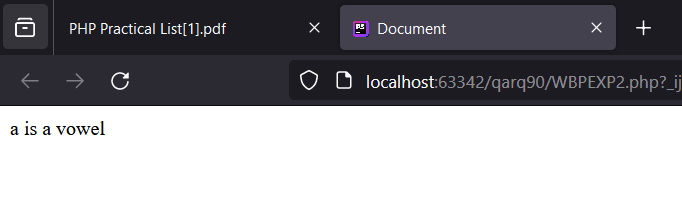 PHP Practical List[1].pdf
Document
localhost:63342/qarq90/WBPEXP2.php?_ij
a is a vowel